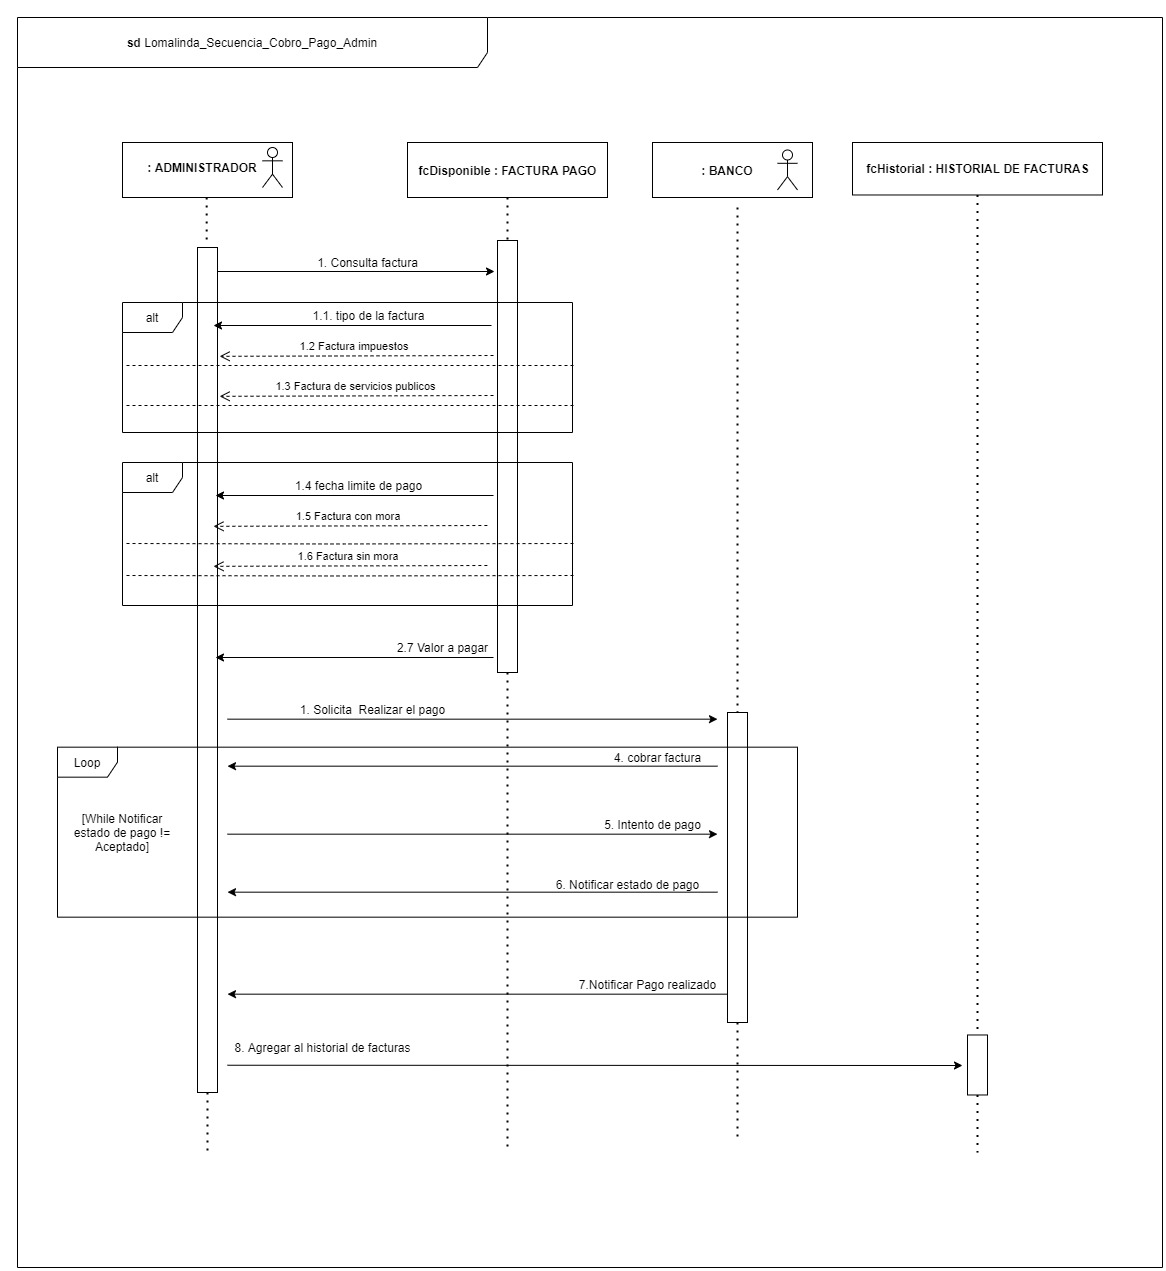 sd Lomalinda_Secuencia_Cobro_Pago_Admin
: ADMINISTRADOR
fcDisponible : FACTURA PAGO
: BANCO
fcHistorial : HISTORIAL DE FACTURAS
1. Consulta factura
alt
1.1. tipo de la factura
1.2 Factura impuestos
1.3 Factura de servicios publicos
alt
1.4 fecha limite de pago
1.5 Factura con mora
1.6 Factura sin mora
2.7 Valor a pagar
1. Solicita  Realizar el pago
Loop
4. cobrar factura
[While Notificar
estado de pago !=
Aceptado]
5. Intento de pago
6. Notificar estado de pago
7.Notificar Pago realizado
8. Agregar al historial de facturas